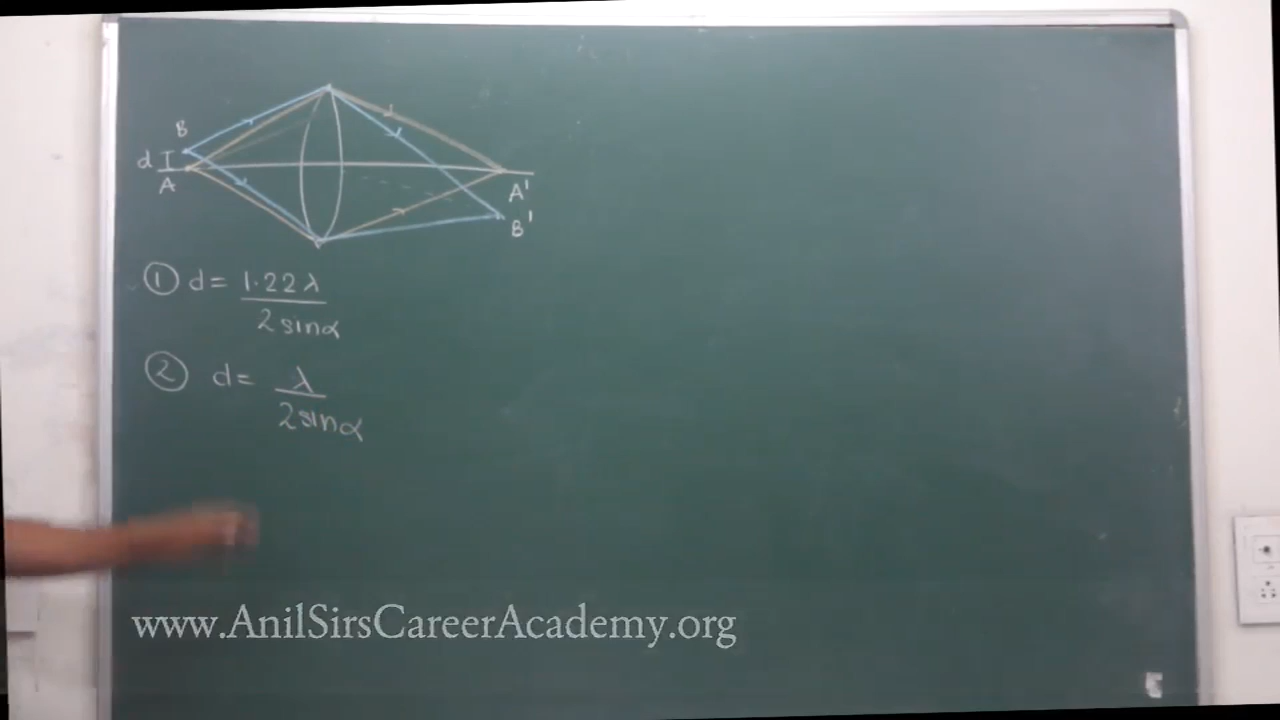 B
d I
A
A'
B'
① d = 1.22λ
2 sinα
② d = λ
2 sinα
www.AnilSirsCareerAcademy.org